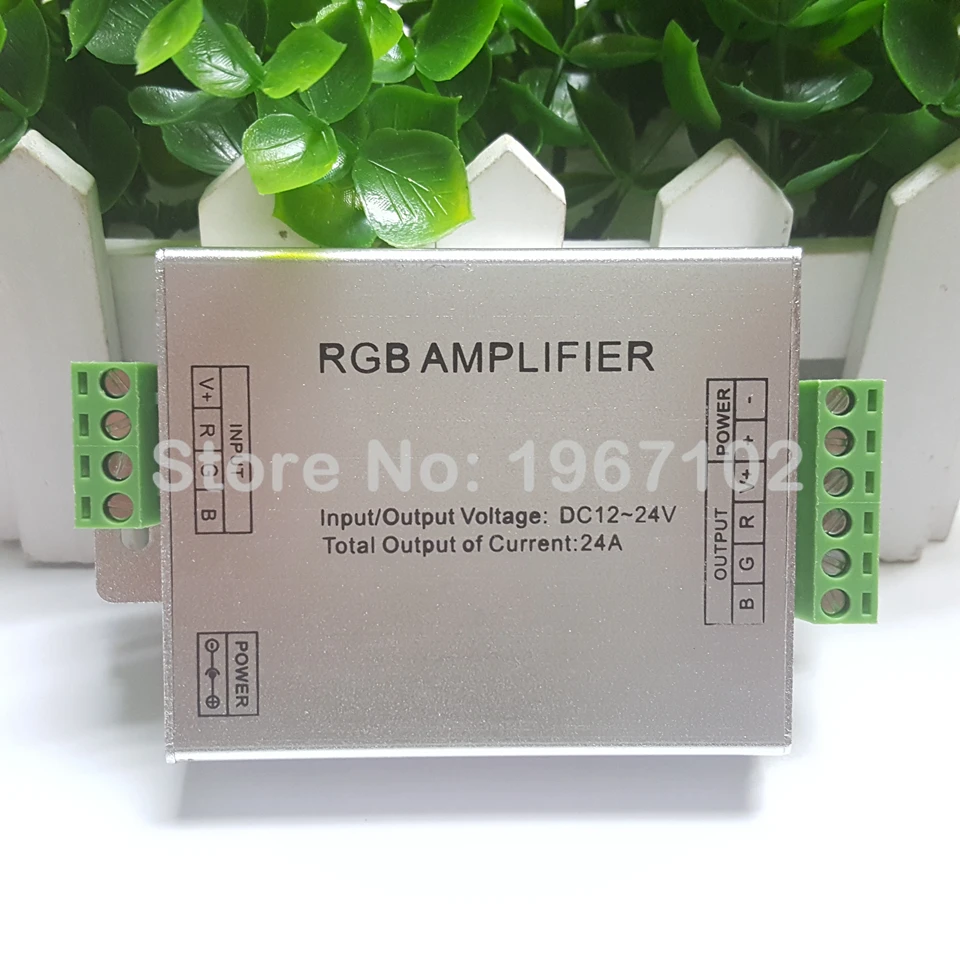 RGB AMPLIFIER
V+ R G B
INPUT
POWER
- +
OUTPUT
V+ R G B
Store No: 1967102
Input/Output Voltage: DC12~24V
Total Output of Current:24A
POWER